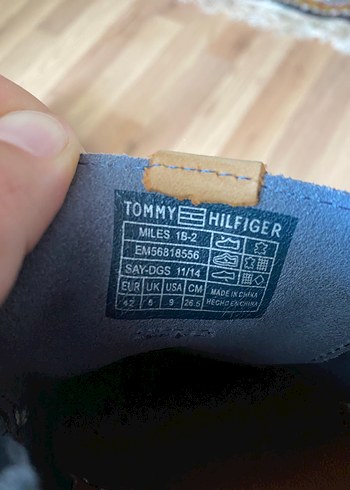 TOMMY HILFIGER
MILES 1B-2
EM56818556
SAY-DGS 11/14
EUR UK USA CM
42 8 9 26.5
MADE IN CHINA
HECHO EN CHINA